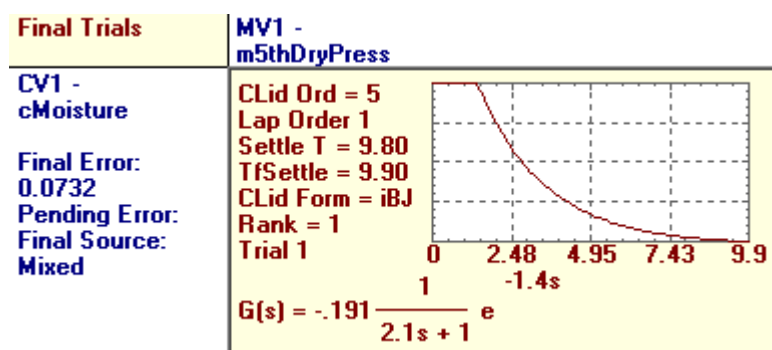 Final Trials
MV1 -
m5thDryPress
CV1 -
cMoisture
Final Error:
0.0732
Pending Error:
Final Source:
Mixed
CLid Ord = 5
Lap Order 1
Settle T = 9.80
TfSettle = 9.90
CLid Form = iBJ
Rank = 1
Trial 1
0 2.48 4.95 7.43 9.9
1 -1.4s
G(s) = -.191 e
2.1s + 1